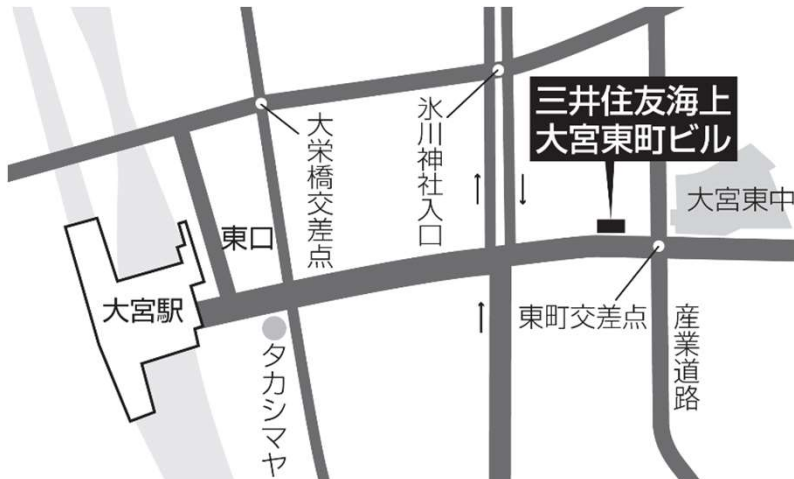 三井住友海上
大宮東町ビル
氷川神社入口
大栄橋交差点
大宮東中
東口
大宮駅
東町交差点
産業道路
タカシマヤ